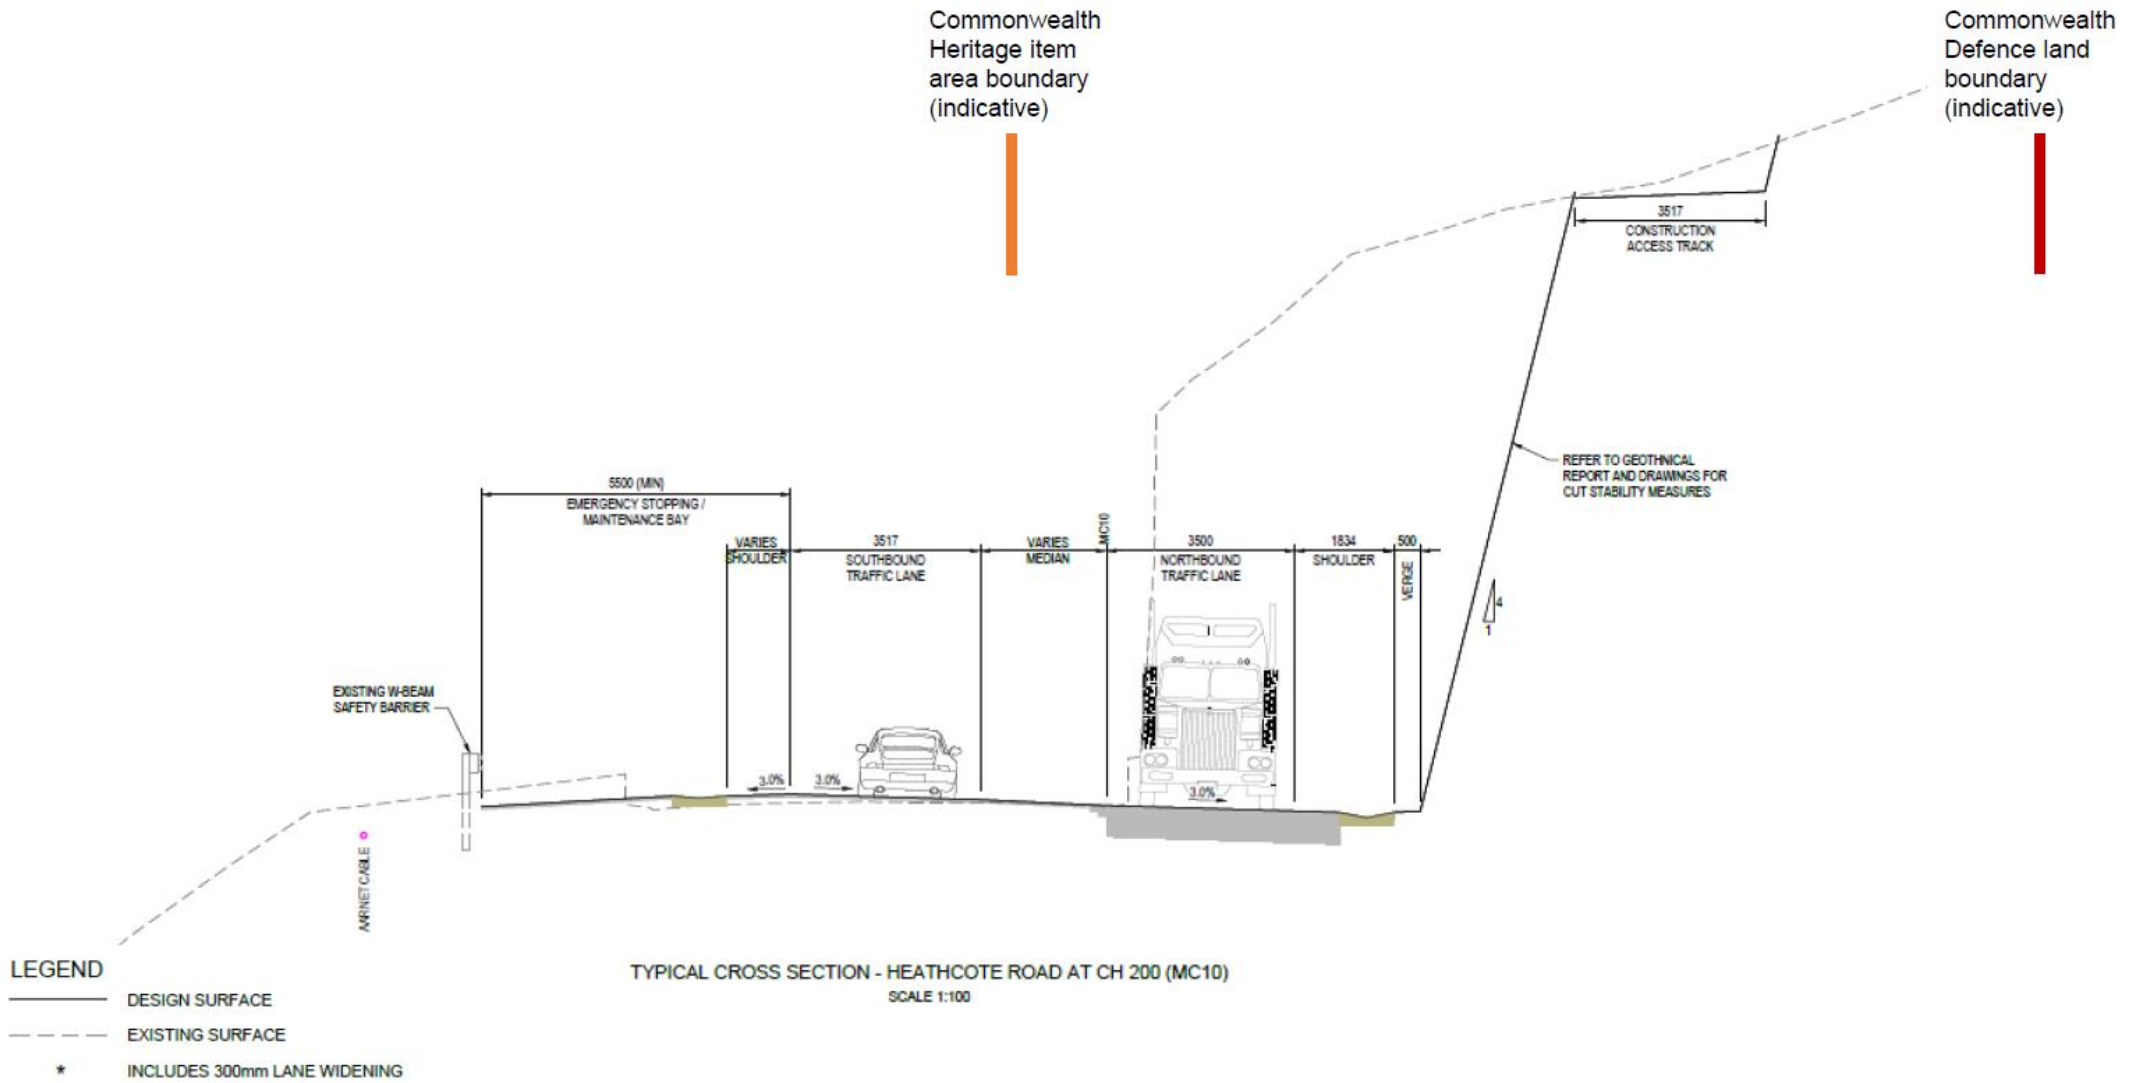 Commonwealth
Heritage item
area boundary
(indicative)
Commonwealth
Defence land
boundary
(indicative)
3517
CONSTRUCTION
ACCESS TRACK
REFER TO GEOTHNICAL
REPORT AND DRAWINGS FOR
CUT STABILITY MEASURES
5500 (MIN)
EMERGENCY STOPPING /
MAINTENANCE BAY
VARIES
SHOULDER
3517
SOUTHBOUND
TRAFFIC LANE
VARIES
MEDIAN
MC10
3500
NORTHBOUND
TRAFFIC LANE
1834
SHOULDER
500
VERGE
4
1
EXISTING W-BEAM
SAFETY BARRIER
3.0%
3.0%
3.0%
AARNET CABLE
TYPICAL CROSS SECTION - HEATHCOTE ROAD AT CH 200 (MC10)
SCALE 1:100
LEGEND
DESIGN SURFACE
EXISTING SURFACE
* INCLUDES 300mm LANE WIDENING